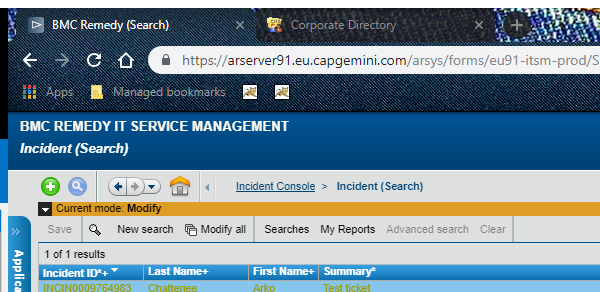 BMC Remedy (Search)
Corporate Directory
https://arserver91.eu.capgemini.com/arsys/forms/eu91-itsm-prod/S
Apps
Managed bookmarks
BMC REMEDY IT SERVICE MANAGEMENT
Incident (Search)
Incident Console > Incident (Search)
Current mode: Modify
Save New search Modify all Searches My Reports Advanced search Clear
1 of 1 results
Incident ID*+ Last Name+ First Name+ Summary*
INCIN0009764983 Chatterjee Arko Test ticket
Applica